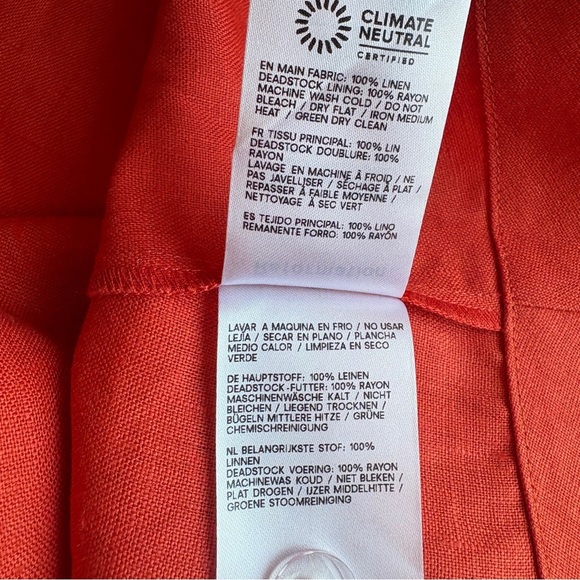 CLIMATE
NEUTRAL
CERTIFIED
EN MAIN FABRIC: 100% LINEN
DEADSTOCK LINING: 100% RAYON
MACHINE WASH COLD / DO NOT
BLEACH / DRY FLAT / IRON MEDIUM
HEAT / GREEN DRY CLEAN
FR TISSU PRINCIPAL: 100% LIN
DEADSTOCK DOUBLURE: 100%
RAYON
LAVAGE EN MACHINE À FROID / NE
PAS JAVELLISER / SÉCHAGE À PLAT /
REPASSER À FAIBLE MOYENNE /
NETTOYAGE À SEC VERT
ES TEJIDO PRINCIPAL: 100% LINO
REMANENTE FORRO: 100% RAYÓN
Reformation
LAVAR A MAQUINA EN FRIO / NO USAR
LEJÍA / SECAR EN PLANO / PLANCHA
MEDIO CALOR / LIMPIEZA EN SECO
VERDE
DE HAUPTSTOFF: 100% LEINEN
DEADSTOCK-FUTTER: 100% RAYON
MASCHINENWÄSCHE KALT / NICHT
BLEICHEN / LIEGEND TROCKNEN /
BÜGELN MITTLERE HITZE / GRÜNE
CHEMISCHREINIGUNG
NL BELANGRIJKSTE STOF: 100%
LINNEN
DEADSTOCK VOERING: 100% RAYON
MACHINEWAS KOUD / NIET BLEKEN /
PLAT DROGEN / IJZER MIDDELHITTE /
GROENE STOOMREINIGING